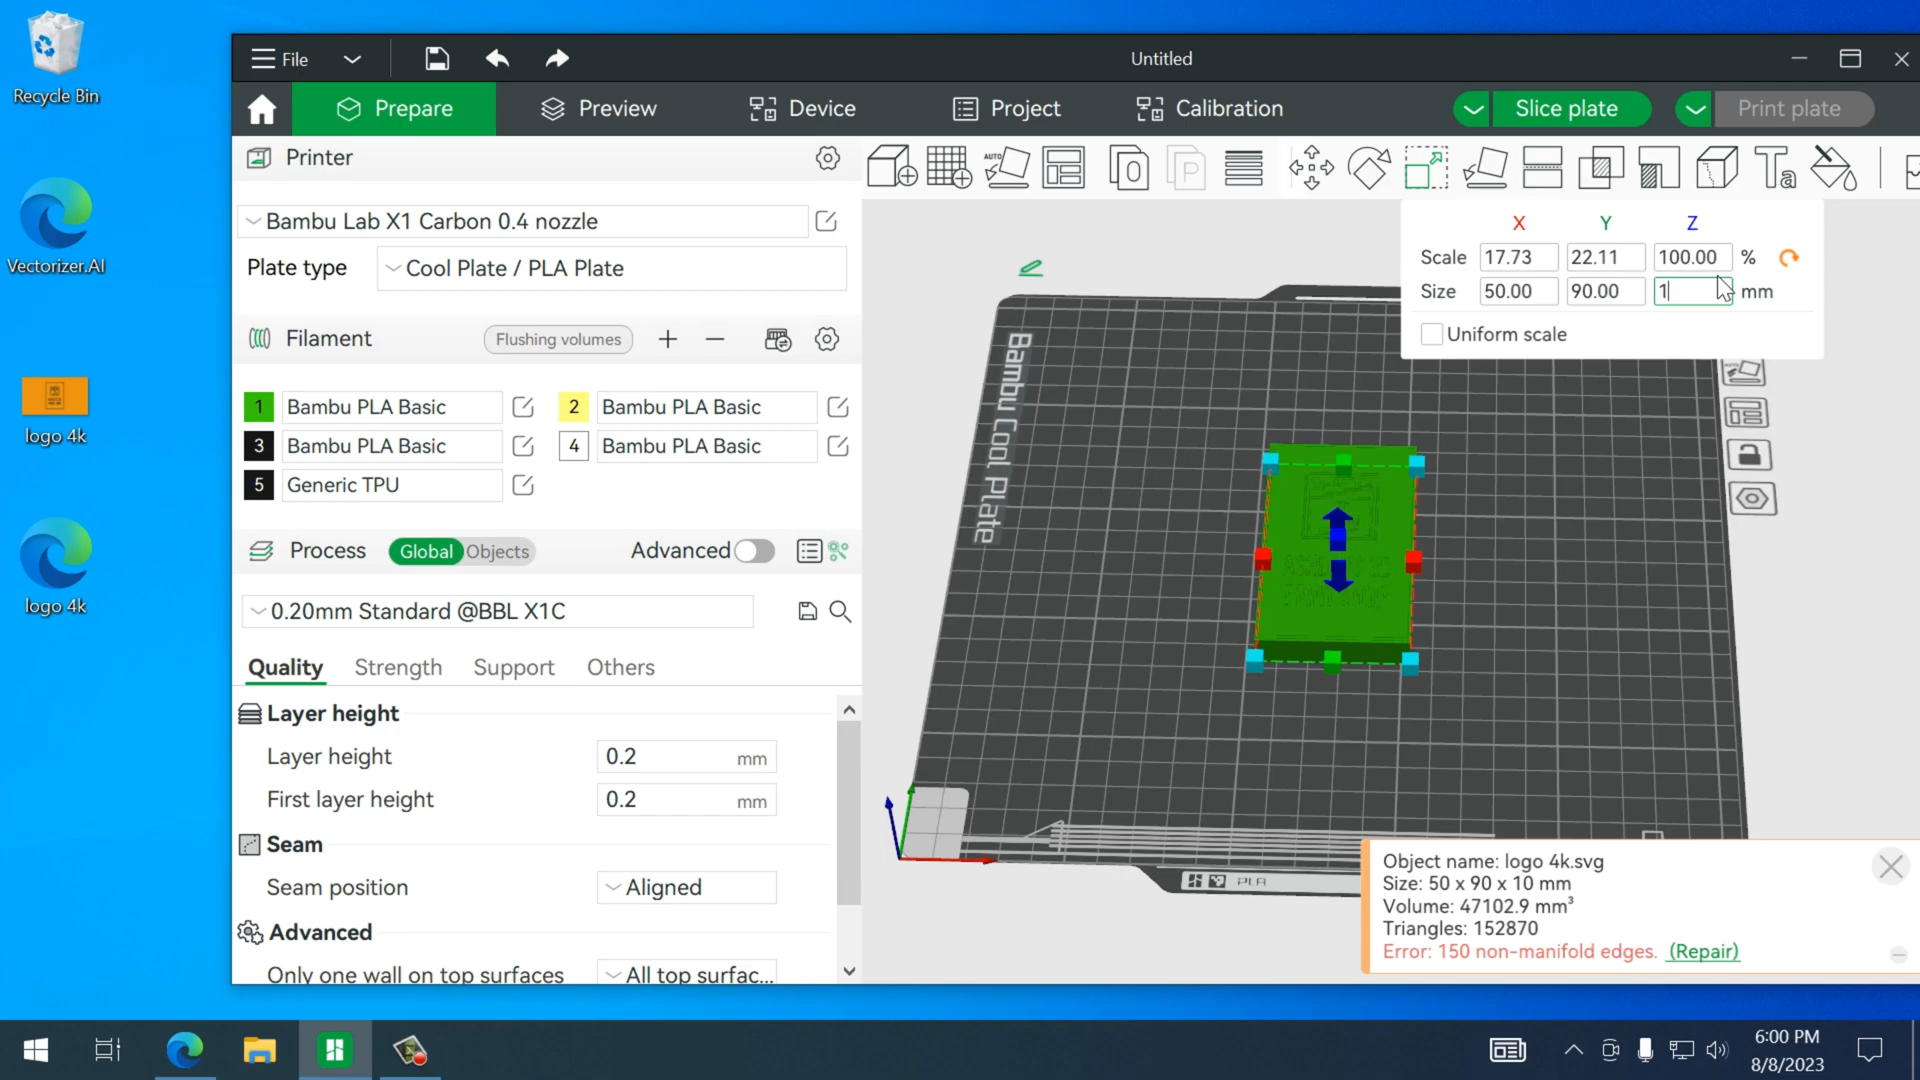 Recycle Bin
Vectorizer.AI
logo 4k
logo 4k
File
Untitled
Prepare
Preview
Device
Project
Calibration
Slice plate
Print plate
Printer
AUTO
Bambu Lab X1 Carbon 0.4 nozzle
Plate type
Cool Plate / PLA Plate
X Y Z
Scale 17.73 22.11 100.00 %
Size 50.00 90.00 1 mm
Uniform scale
Filament
Flushing volumes
1 Bambu PLA Basic
2 Bambu PLA Basic
3 Bambu PLA Basic
4 Bambu PLA Basic
5 Generic TPU
Process
Global
Objects
Advanced
0.20mm Standard @BBL X1C
Quality
Strength
Support
Others
Layer height
Layer height 0.2 mm
First layer height 0.2 mm
Seam
Seam position Aligned
Advanced
Only one wall on top surfaces All top surfac...
Bambu Cool Plate
PLA
Object name: logo 4k.svg
Size: 50 x 90 x 10 mm
Volume: 47102.9 mm³
Triangles: 152870
Error: 150 non-manifold edges. (Repair)
6:00 PM
8/8/2023